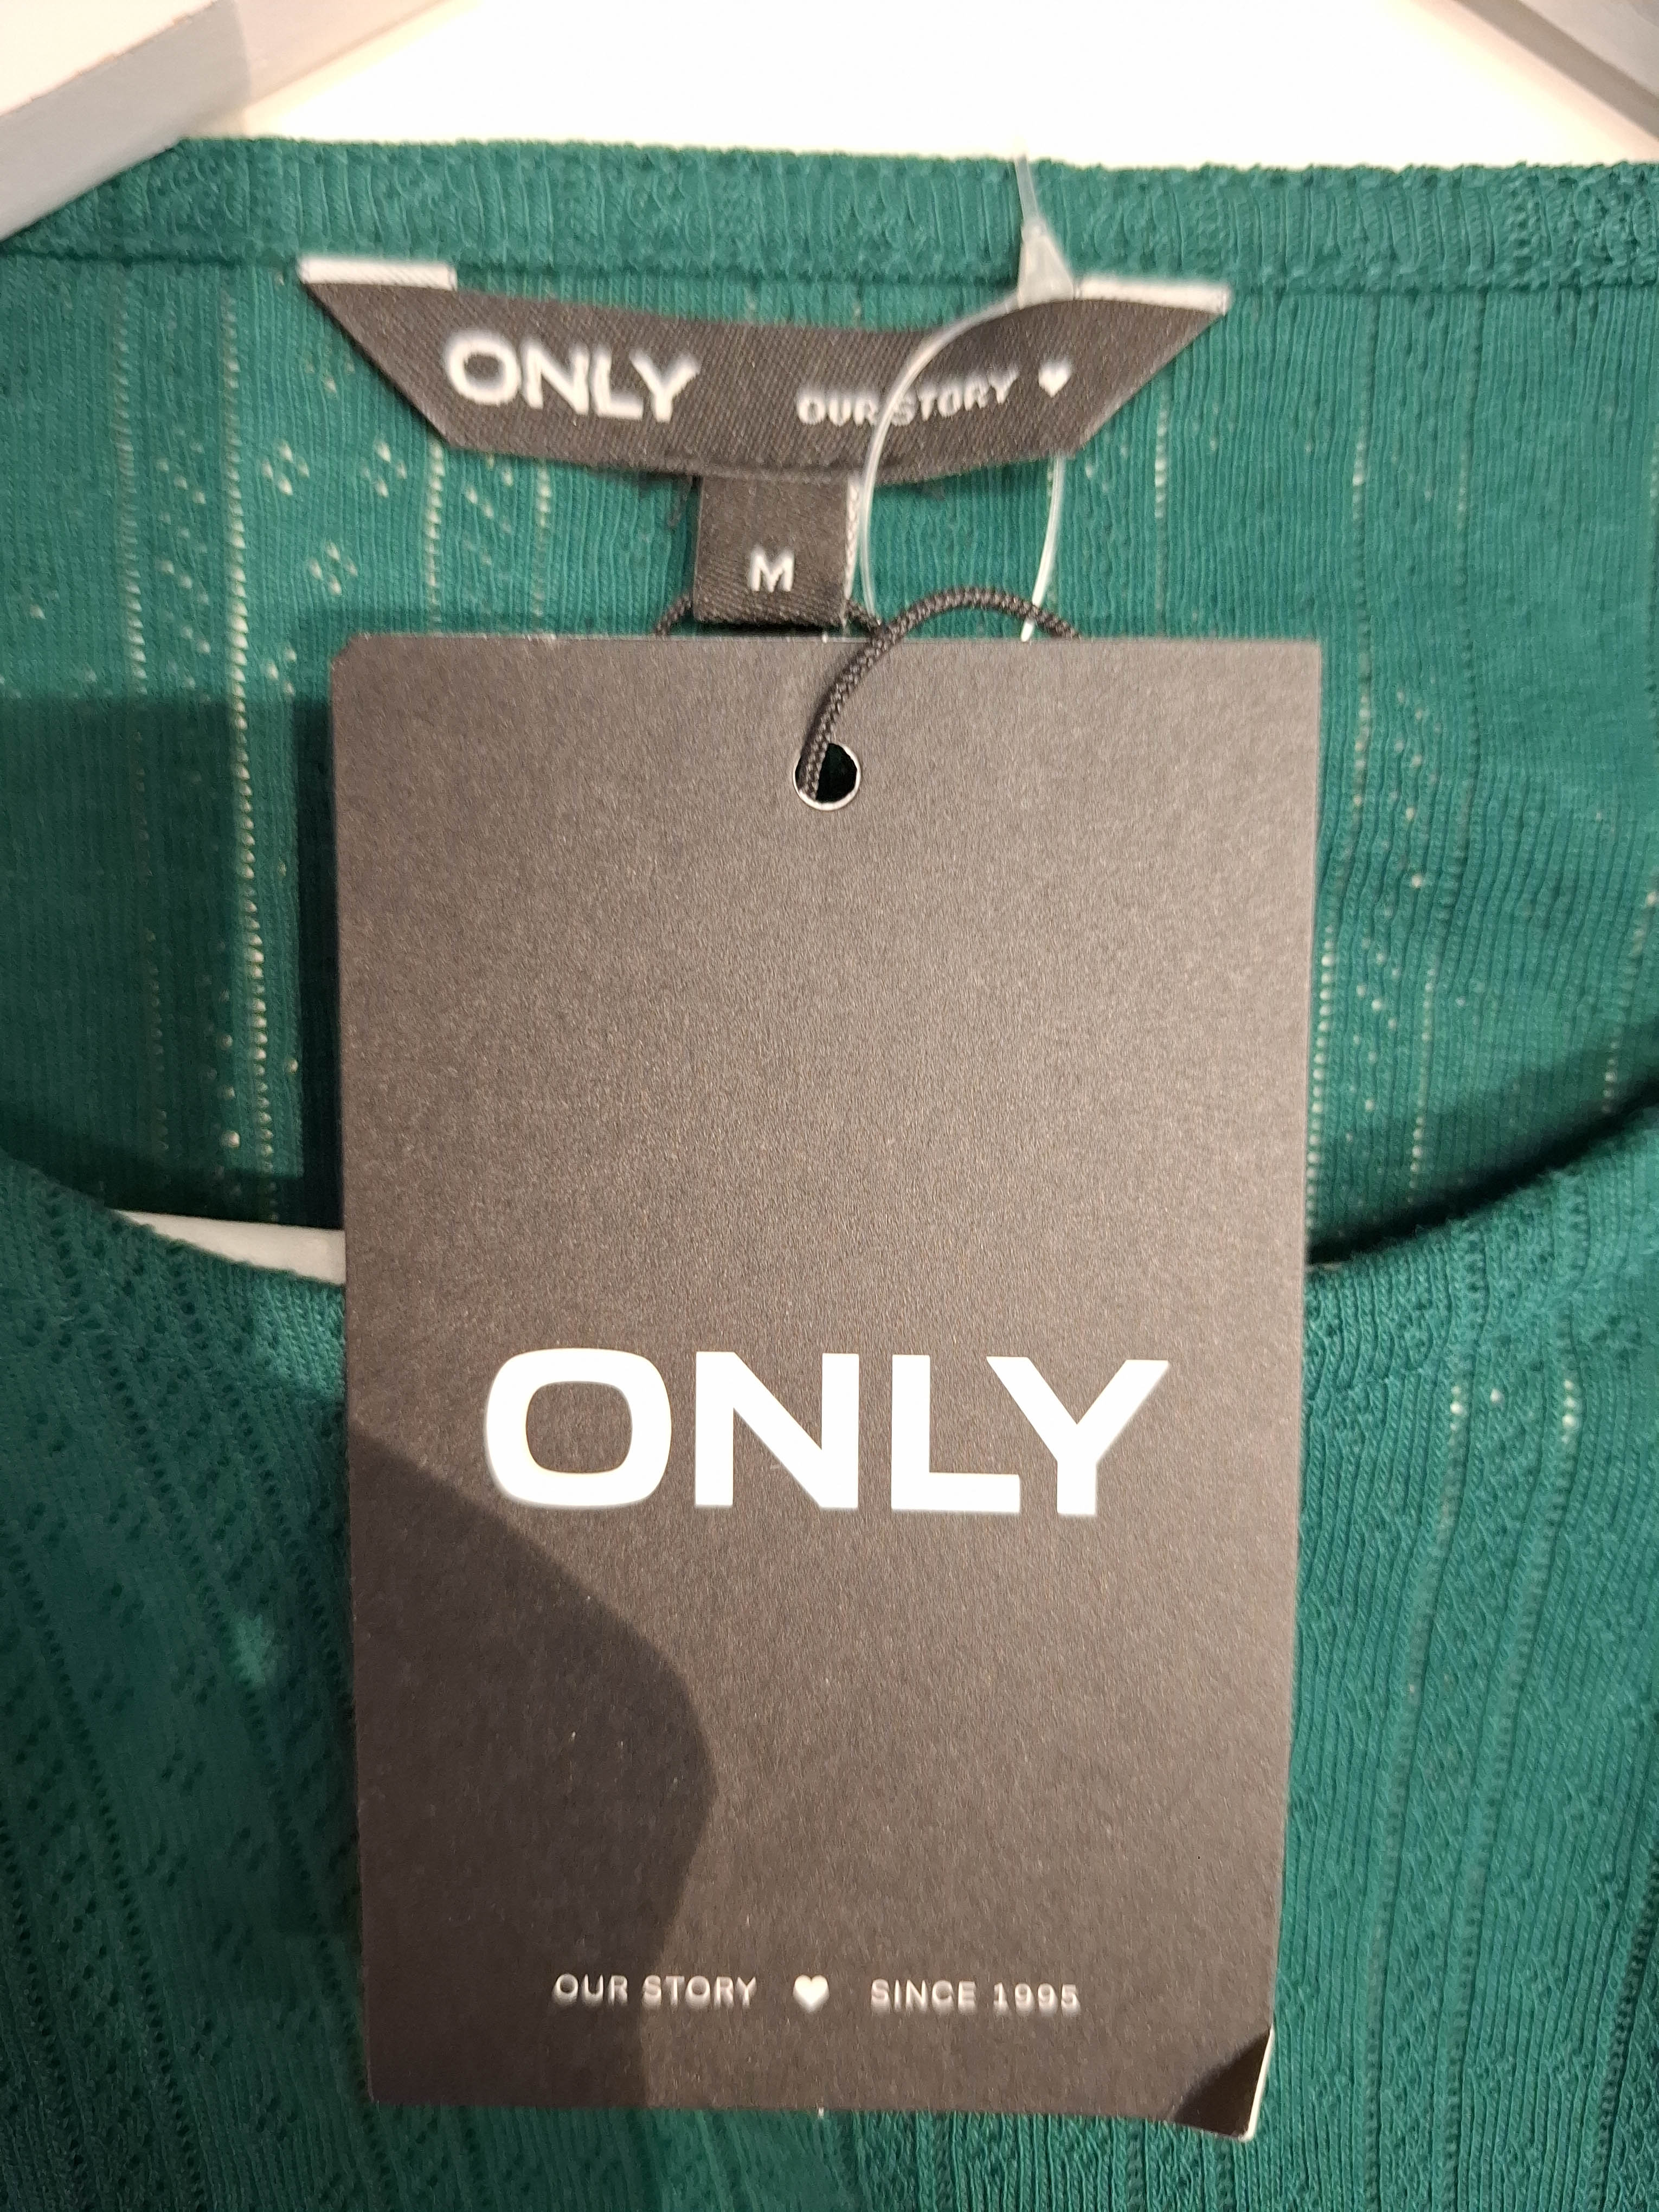 ONLY OUR STORY ♥
M
ONLY
OUR STORY ♥ SINCE 1995